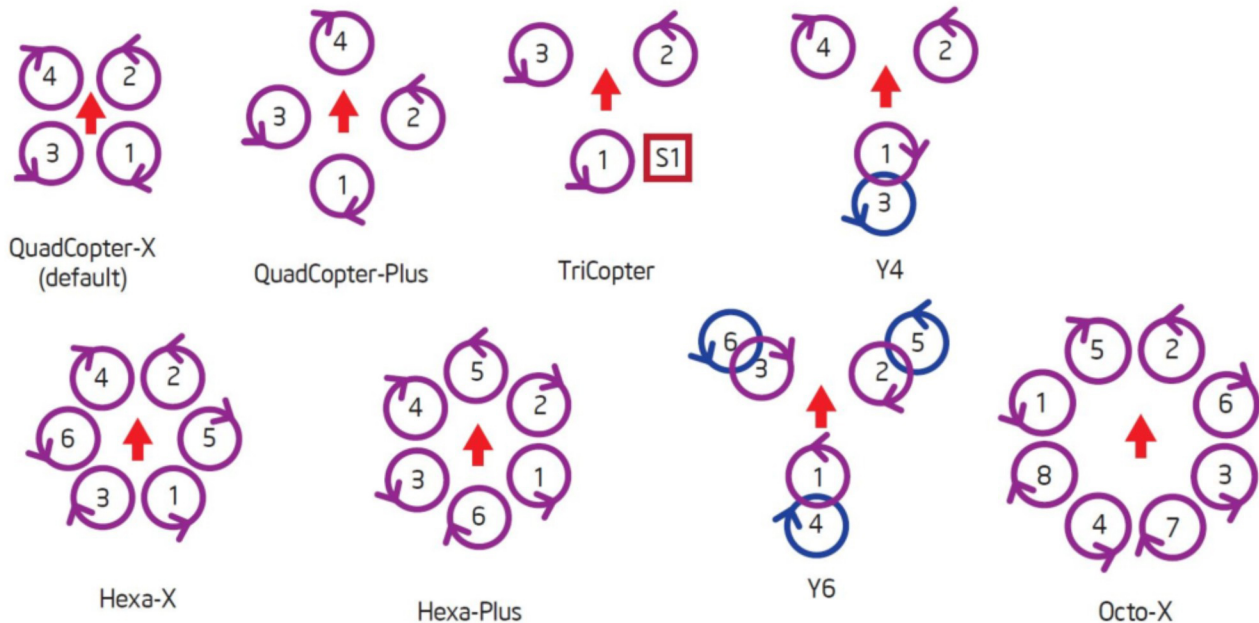 4 2
3 1
QuadCopter-X
(default)
4
3 2
1
QuadCopter-Plus
3 2
1 S1
TriCopter
4 2
1
3
Y4
4 2
6 5
3 1
Hexa-X
5
4 2
3 1
6
Hexa-Plus
6 5
3 2
1
4
Y6
5 2
1 6
8 3
4 7
Octo-X